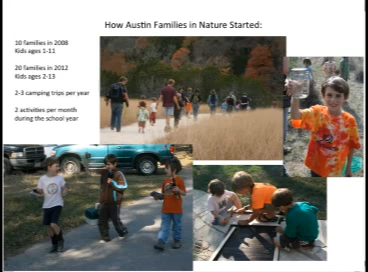 How Austin Families in Nature Started:
10 families in 2008
Kids ages 1-11
20 families in 2012
Kids ages 2-13
2-3 camping trips per year
2 activities per month
during the school year